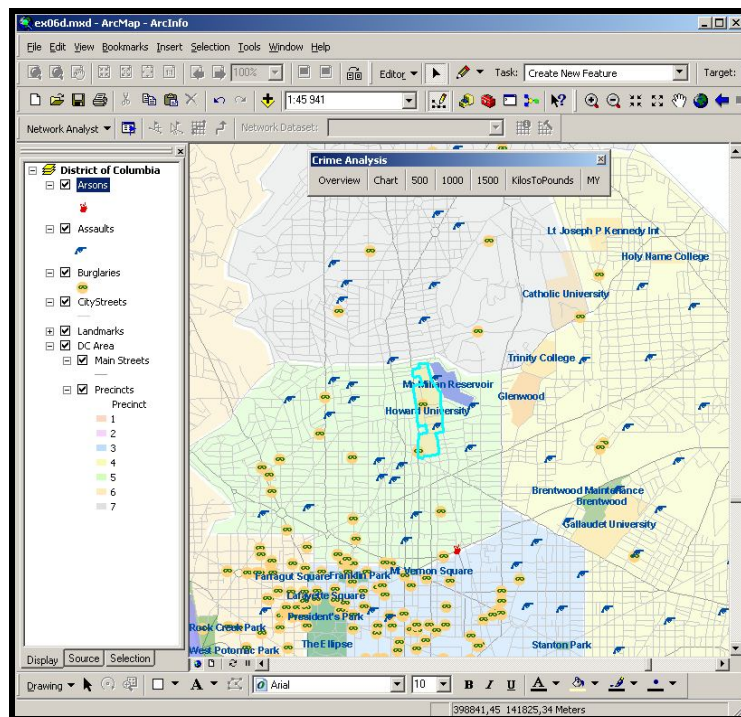 ex06d.mxd - ArcMap - ArcInfo
File Edit View Bookmarks Insert Selection Tools Window Help
100% Editor Task: Create New Feature Target:
1:45 941
Network Analyst Network Dataset:
District of Columbia
Arsons
Assaults
Burglaries
CityStreets
Landmarks
DC Area
Main Streets
Precincts
Precinct
1
2
3
4
5
6
7
Display Source Selection
Crime Analysis
Overview Chart 500 1000 1500 KilosToPounds MY
Lt Joseph P Kennedy Int
Holy Name College
Catholic University
Trinity College
McMillan Reservoir
Glenwood
Howard University
Brentwood Maintenance
Brentwood
Gallaudet University
Farragut Square Franklin Park Mt Vernon Square
Lafayette Square
President's Park
Rock Creek Park
The Ellipse
West Potomac Park
Stanton Park
Drawing A Arial 10 B I U A
398841,45 141825,34 Meters